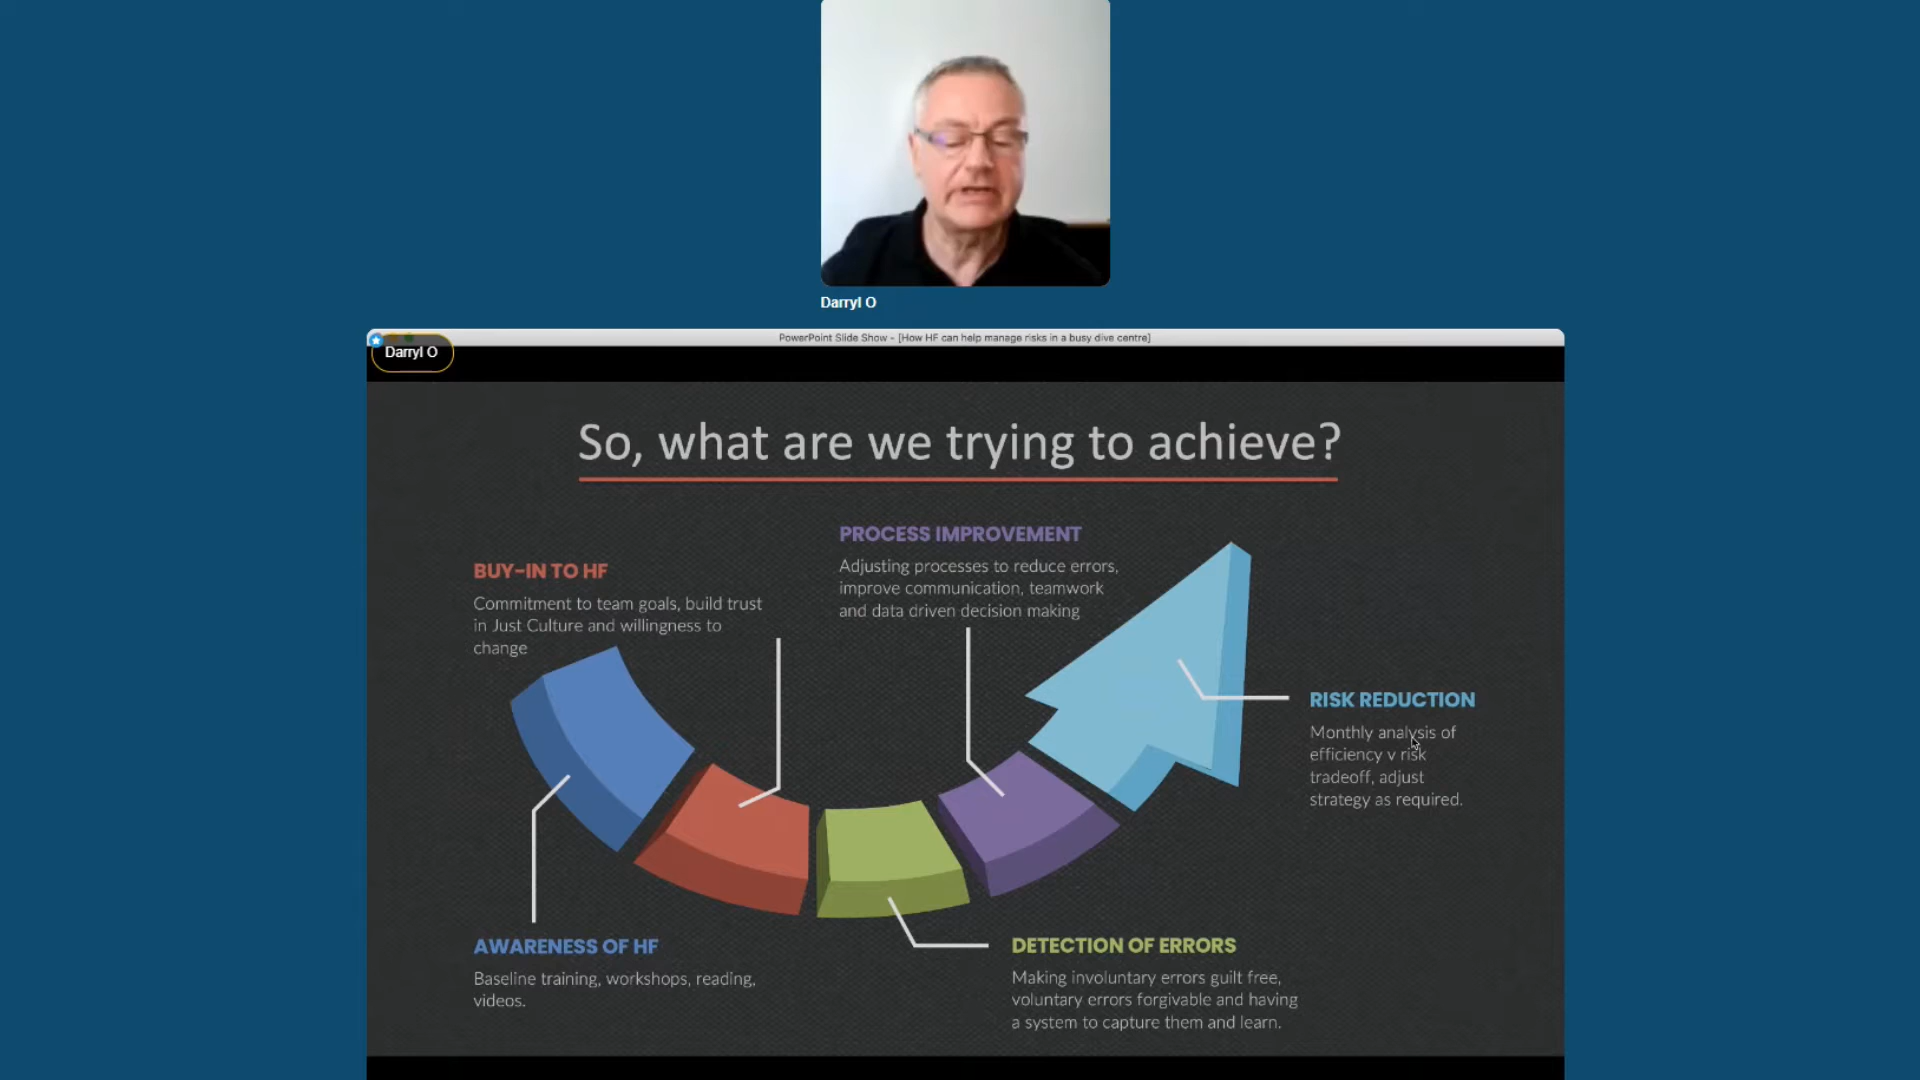 Darryl O
PowerPoint Slide Show - [How HF can help manage risks in a busy dive centre]
Darryl O
So, what are we trying to achieve?
BUY-IN TO HF
Commitment to team goals, build trust
in Just Culture and willingness to
change
PROCESS IMPROVEMENT
Adjusting processes to reduce errors,
improve communication, teamwork
and data driven decision making
RISK REDUCTION
Monthly analysis of
efficiency v risk
tradeoff, adjust
strategy as required.
AWARENESS OF HF
Baseline training, workshops, reading,
videos.
DETECTION OF ERRORS
Making involuntary errors guilt free,
voluntary errors forgivable and having
a system to capture them and learn.